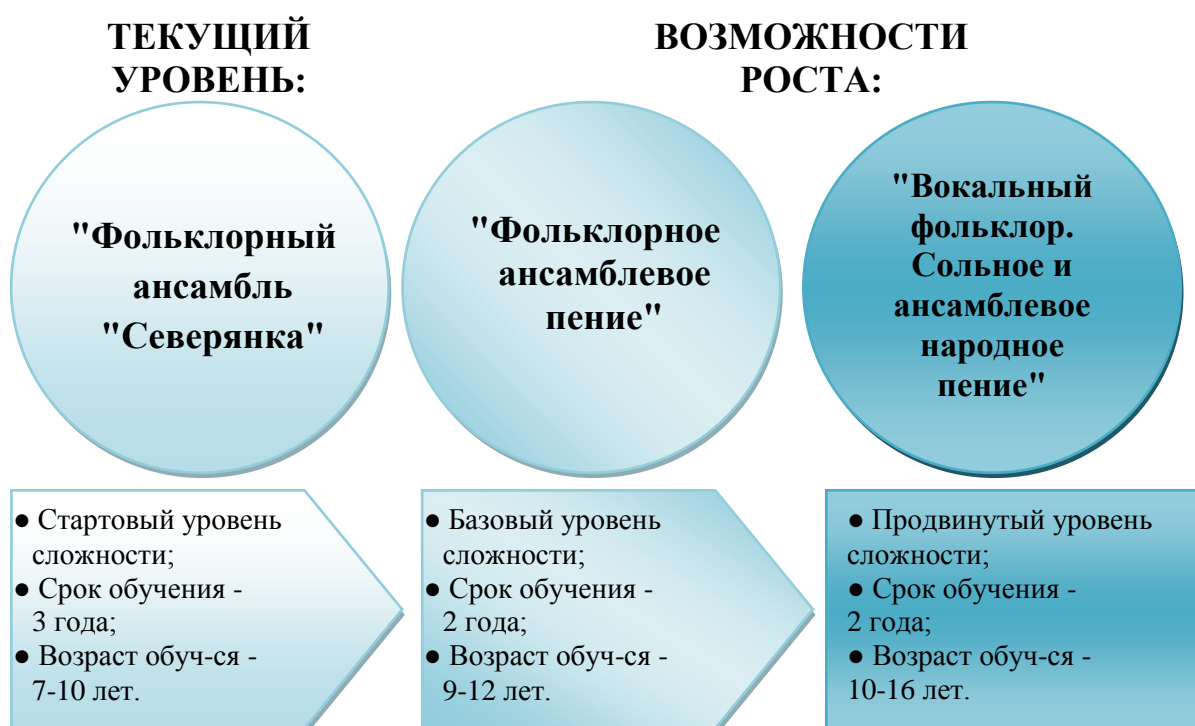 ТЕКУЩИЙ
УРОВЕНЬ:
ВОЗМОЖНОСТИ
РОСТА:
"Фольклорный
ансамбль
"Северянка"
"Фольклорное
ансамблевое
пение"
"Вокальный
фольклор.
Сольное и
ансамблевое
народное
пение"
● Стартовый уровень
сложности;
● Срок обучения -
3 года;
● Возраст обуч-ся -
7-10 лет.
● Базовый уровень
сложности;
● Срок обучения -
2 года;
● Возраст обуч-ся -
9-12 лет.
● Продвинутый уровень
сложности;
● Срок обучения -
2 года;
● Возраст обуч-ся -
10-16 лет.